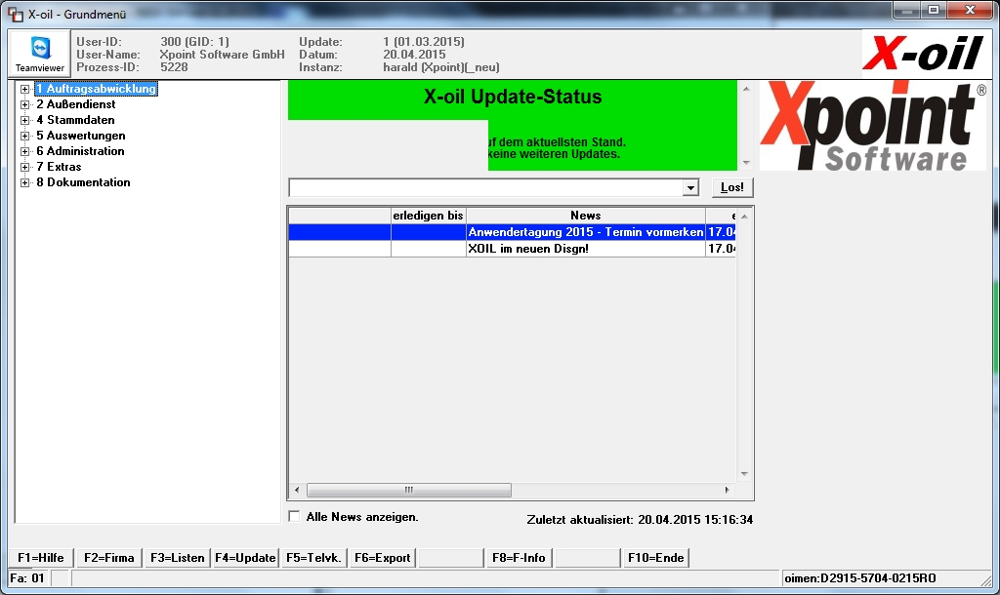 X-oil - Grundmenü
Teamviewer
User-ID: 300 (GID: 1) Update: 1 (01.03.2015)
User-Name: Xpoint Software GmbH Datum: 20.04.2015
Prozess-ID: 5228 Instanz: harald (Xpoint)(_neu)
X-oil
1 Auftragsabwicklung
2 Außendienst
4 Stammdaten
5 Auswertungen
6 Administration
7 Extras
8 Dokumentation
X-oil Update-Status
uf dem aktuellsten Stand.
keine weiteren Updates.
Xpoint®
Software
Los!
erledigen bis News e
Anwendertagung 2015 - Termin vormerken 17.04
XOIL im neuen Disgn! 17.04
Alle News anzeigen.
Zuletzt aktualisiert: 20.04.2015 15:16:34
F1=Hilfe F2=Firma F3=Listen F4=Update F5=Telvk. F6=Export F8=F-Info F10=Ende
Fa: 01 oimen:D2915-5704-0215RO